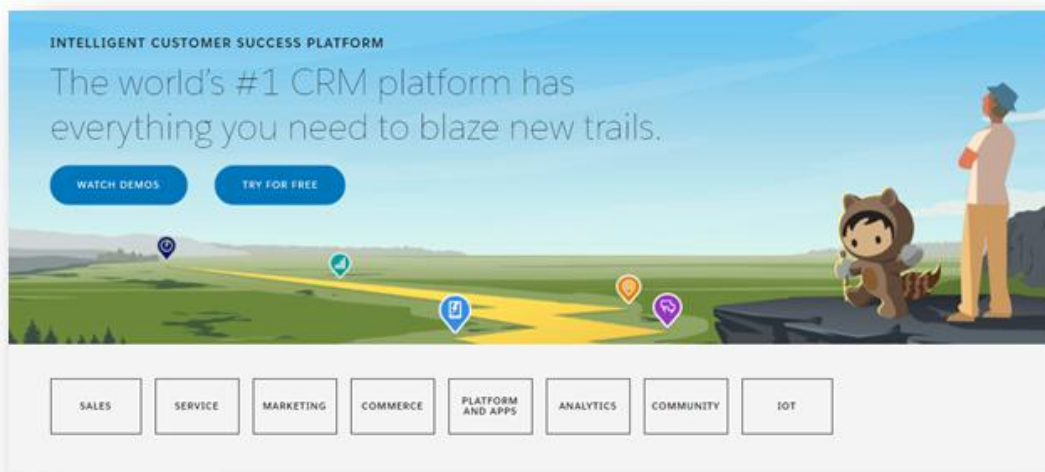 INTELLIGENT CUSTOMER SUCCESS PLATFORM
The world's #1 CRM platform has
everything you need to blaze new trails.
WATCH DEMOS
TRY FOR FREE
SALES
SERVICE
MARKETING
COMMERCE
PLATFORM
AND APPS
ANALYTICS
COMMUNITY
IOT